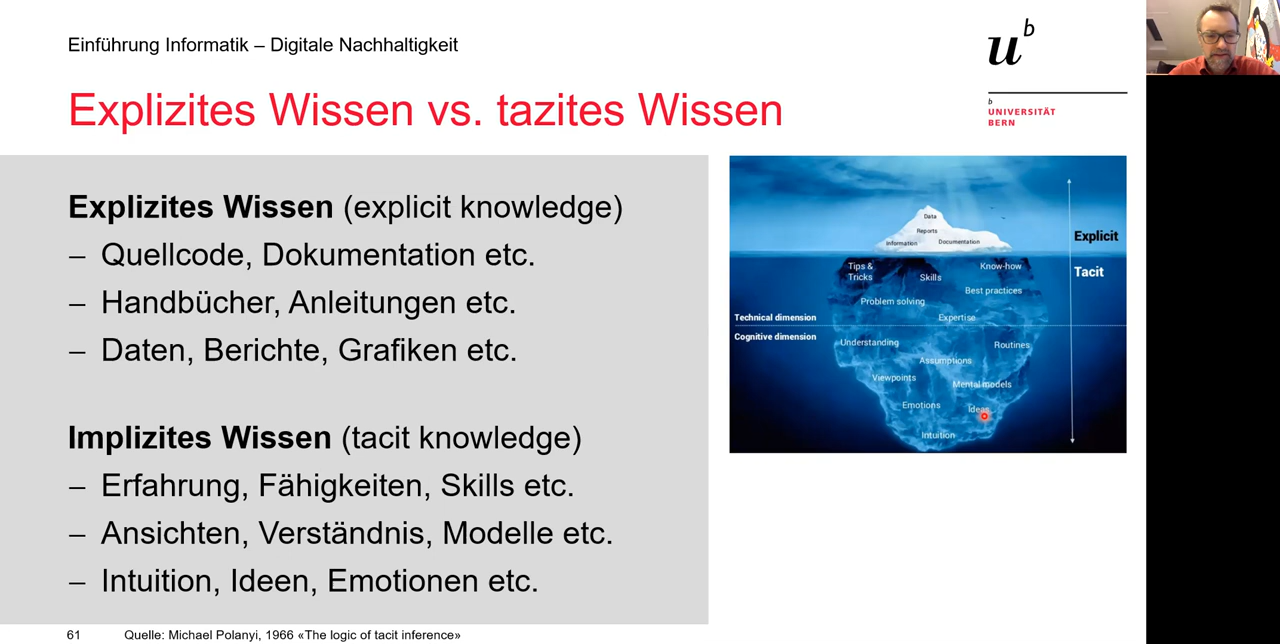 Einführung Informatik – Digitale Nachhaltigkeit
u^b
b
UNIVERSITÄT
BERN
Explizites Wissen vs. tazites Wissen
Explizites Wissen (explicit knowledge)
– Quellcode, Dokumentation etc.
– Handbücher, Anleitungen etc.
– Daten, Berichte, Grafiken etc.
Implizites Wissen (tacit knowledge)
– Erfahrung, Fähigkeiten, Skills etc.
– Ansichten, Verständnis, Modelle etc.
– Intuition, Ideen, Emotionen etc.
Data
Reports
Information Documentation
Explicit
Tacit
Tips &
Tricks
Skills
Know-how
Best practices
Problem solving
Technical dimension
Expertise
Cognitive dimension
Understanding
Routines
Assumptions
Viewpoints
Mental models
Emotions
Ideas
Intuition
61 Quelle: Michael Polanyi, 1966 «The logic of tacit inference»